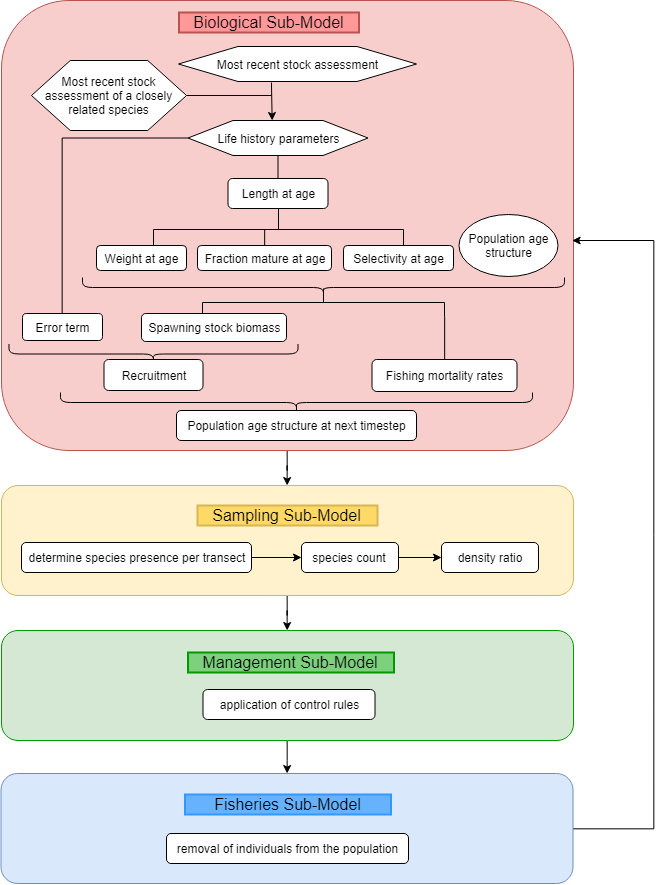 Biological Sub-Model
Most recent stock assessment
Most recent stock
assessment of a closely
related species
Life history parameters
Length at age
Population age
structure
Weight at age
Fraction mature at age
Selectivity at age
Error term
Spawning stock biomass
Recruitment
Fishing mortality rates
Population age structure at next timestep
Sampling Sub-Model
determine species presence per transect
species count
density ratio
Management Sub-Model
application of control rules
Fisheries Sub-Model
removal of individuals from the population